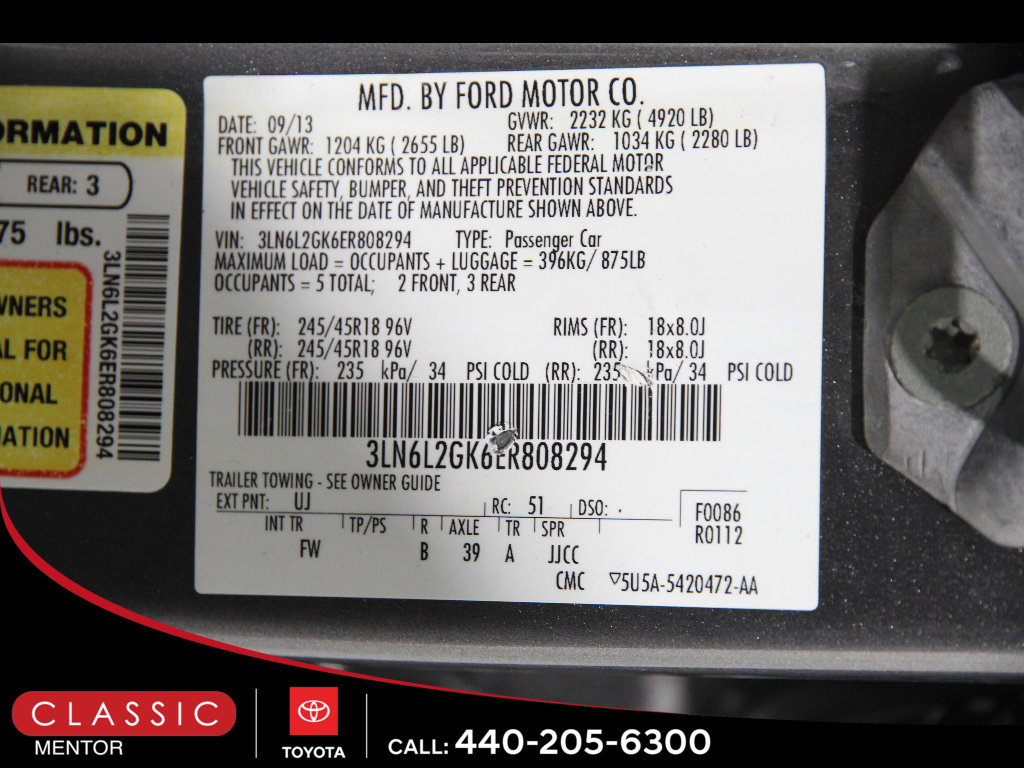 ORMATION
REAR: 3
75 lbs.
3LN6L2GK6ER808294
WNERS
AL FOR
ONAL
MATION
MFD. BY FORD MOTOR CO.
DATE: 09/13 GVWR: 2232 KG ( 4920 LB)
FRONT GAWR: 1204 KG ( 2655 LB) REAR GAWR: 1034 KG ( 2280 LB)
THIS VEHICLE CONFORMS TO ALL APPLICABLE FEDERAL MOTOR
VEHICLE SAFETY, BUMPER, AND THEFT PREVENTION STANDARDS
IN EFFECT ON THE DATE OF MANUFACTURE SHOWN ABOVE.
VIN: 3LN6L2GK6ER808294 TYPE: Passenger Car
MAXIMUM LOAD = OCCUPANTS + LUGGAGE = 396KG/ 875LB
OCCUPANTS = 5 TOTAL; 2 FRONT, 3 REAR
TIRE (FR): 245/45R18 96V RIMS (FR): 18x8.0J
(RR): 245/45R18 96V (RR): 18x8.0J
PRESSURE (FR): 235 kPa/ 34 PSI COLD (RR): 235 kPa/ 34 PSI COLD
3LN6L2GK6ER808294
TRAILER TOWING - SEE OWNER GUIDE
EXT PNT: UJ RC: 51 DSO:
F0086
R0112
INT TR TP/PS R AXLE TR SPR
FW B 39 A JJCC
CMC ▽5U5A-5420472-AA
CLASSIC
MENTOR
TOYOTA
CALL: 440-205-6300